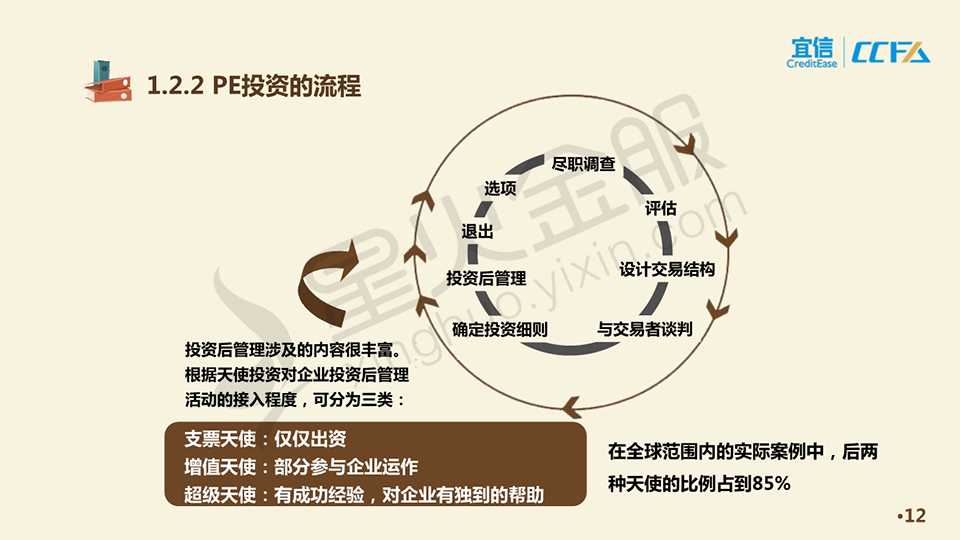 宜信
CreditEase
CCFA
1.2.2 PE投资的流程
尽职调查
选项
评估
退出
设计交易结构
投资后管理
确定投资细则
与交易者谈判
星火金服
xinghuo.yixin.com
投资后管理涉及的内容很丰富。
根据天使投资对企业投资后管理
活动的接入程度，可分为三类：
支票天使：仅仅出资
增值天使：部分参与企业运作
超级天使：有成功经验，对企业有独到的帮助
在全球范围内的实际案例中，后两
种天使的比例占到85%
•12